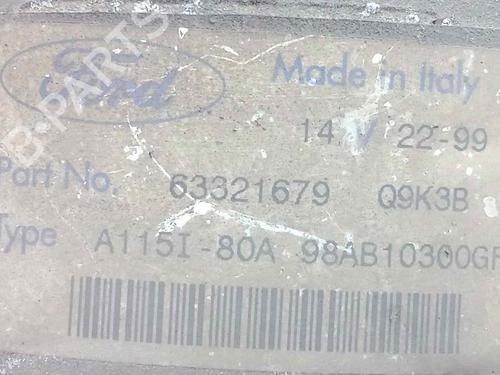 Ford
Made in Italy
14 V 22-99
Part No. 63321679 Q9K3B
Type A115I-80A 98AB10300GF
B-PARTS